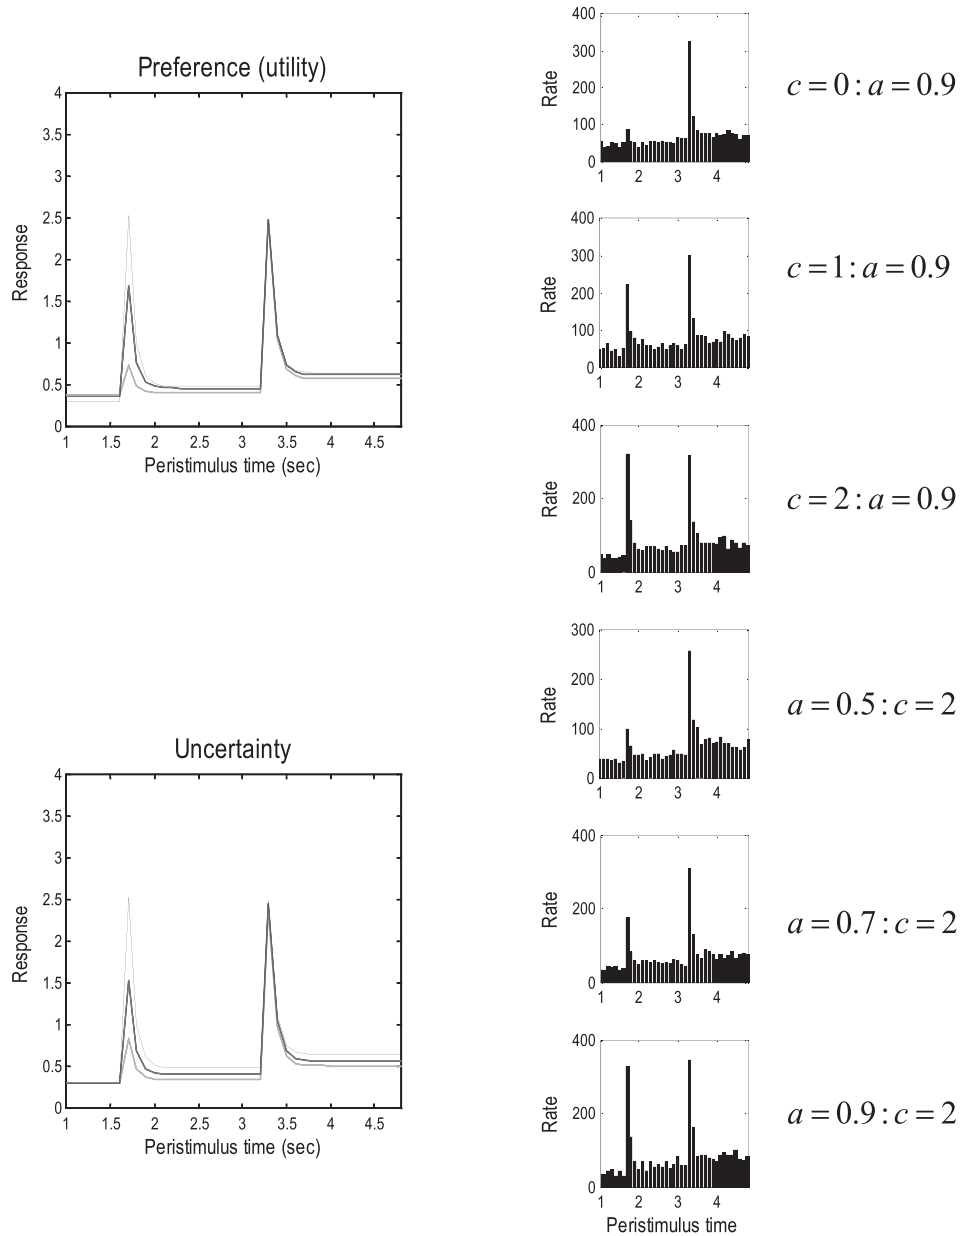 Preference (utility)
4
3.5
3
2.5
2
1.5
1
0.5
0
Response
1 1.5 2 2.5 3 3.5 4 4.5
Peristimulus time (sec)
Uncertainty
4
3.5
3
2.5
2
1.5
1
0.5
0
Response
1 1.5 2 2.5 3 3.5 4 4.5
Peristimulus time (sec)
400
300
200
100
0
Rate
1 2 3 4
c = 0 : a = 0.9
400
300
200
100
0
Rate
1 2 3 4
c = 1 : a = 0.9
400
200
0
Rate
1 2 3 4
c = 2 : a = 0.9
300
200
100
0
Rate
1 2 3 4
a = 0.5 : c = 2
400
200
0
Rate
1 2 3 4
a = 0.7 : c = 2
400
200
0
Rate
1 2 3 4
Peristimulus time
a = 0.9 : c = 2